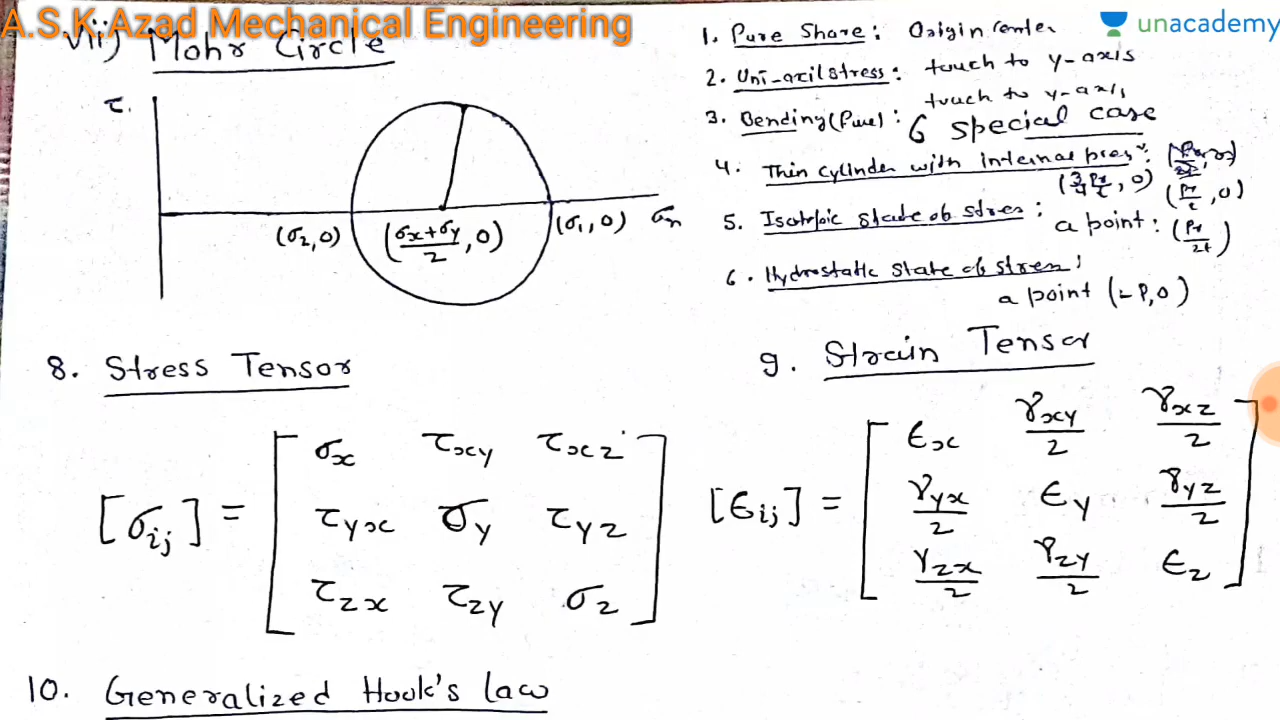 A.S.K.Azad Mechanical Engineering
unacademy
vii) Mohr Circle
τ
(σ2,0)
(σx+σy/2,0)
(σ1,0)
σn
1. Pure Share: Origin center
2. Uni-axil stress: touch to y-axis
3. Bending(Pure): touch to y-axis
6 special case
4. Thin cylinder with internal pres
(3/4 Pr/t, 0)
(Pr/2, 0)
5. Isotropic state of stress: a point: (Pr/2t)
6. Hydrostatic State of stress:
a point (-P,0)
8. Stress Tensor
[σij] =
σx τxy τxz
τyx σy τyz
τzx τzy σz
9. Strain Tensor
[ϵij] =
ϵx γxy/2 γxz/2
γyx/2 ϵy γyz/2
γzx/2 γzy/2 ϵz
10. Generalized Hook's law